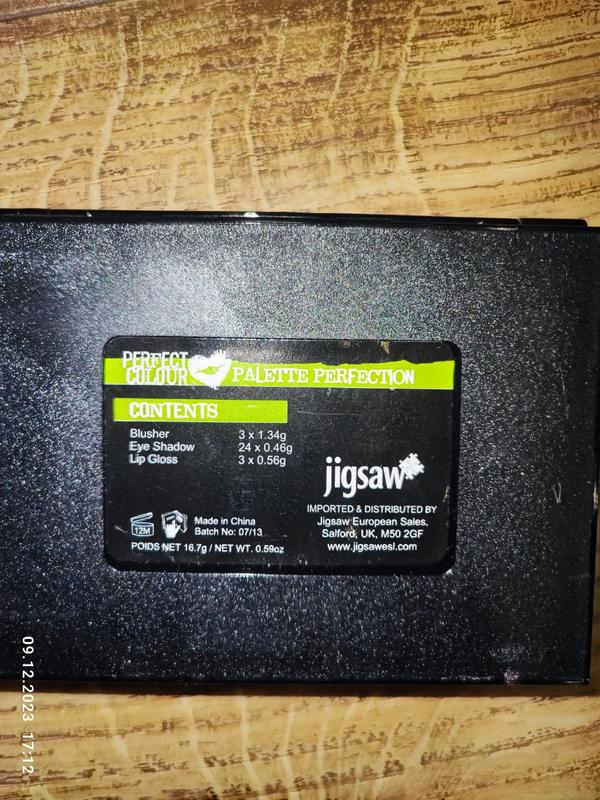 PERFECT
COLOUR
PALETTE PERFECTION
CONTENTS
Blusher 3 x 1.34g
Eye Shadow 24 x 0.46g
Lip Gloss 3 x 0.56g
jigsaw
IMPORTED & DISTRIBUTED BY
Jigsaw European Sales,
Salford, UK, M50 2GF
www.jigsawesl.com
12M
Made in China
Batch No: 07/13
POIDS NET 16.7g / NET WT. 0.59oz
09.12.2023 17:12